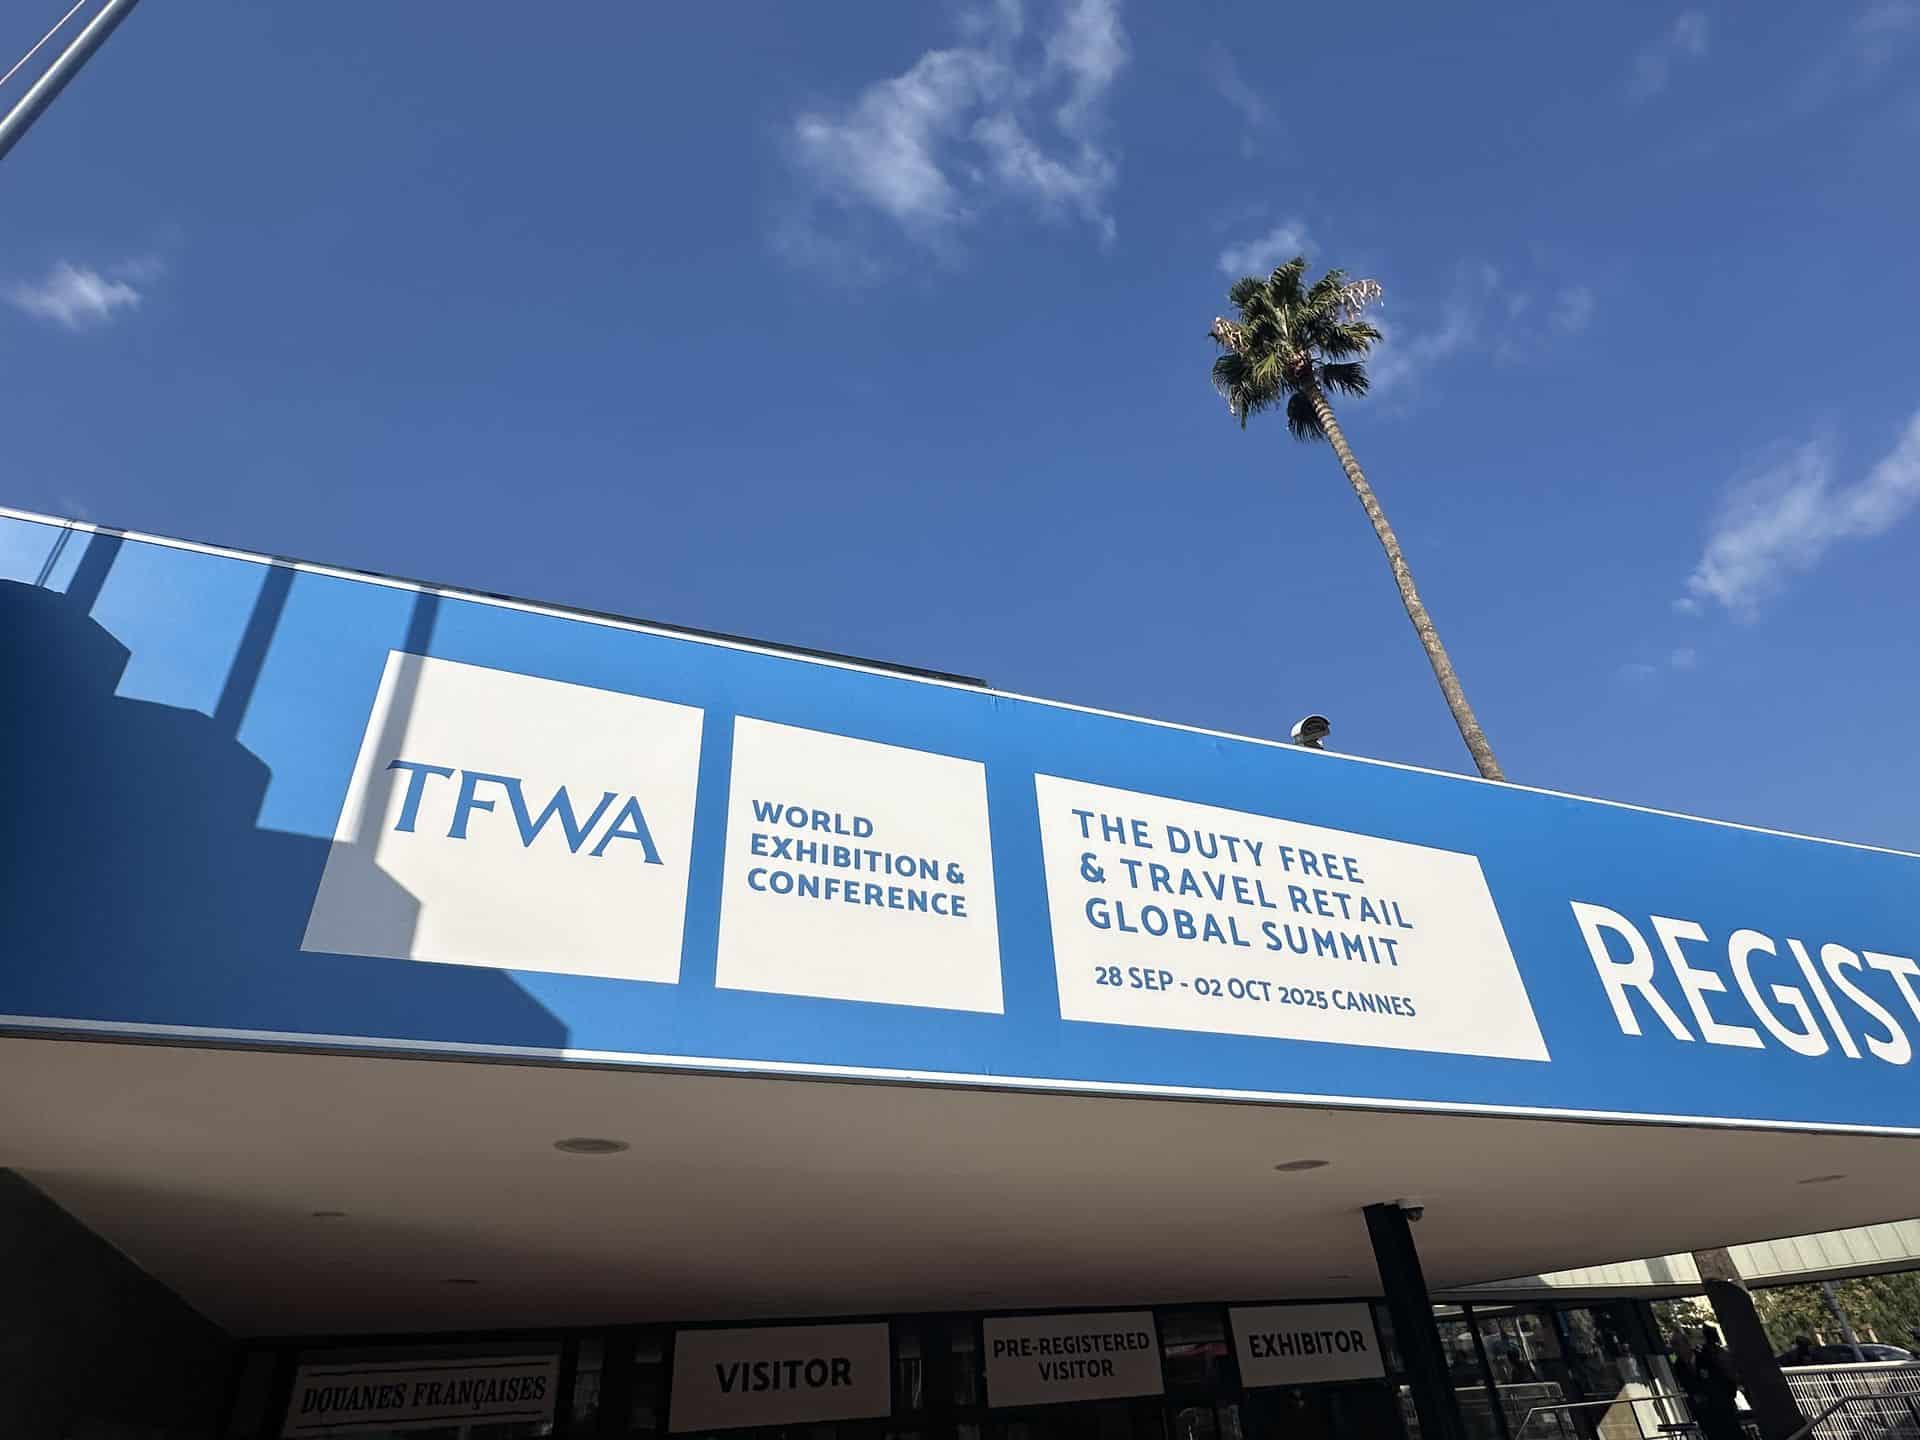 TFWA
WORLD
EXHIBITION &
CONFERENCE
THE DUTY FREE
& TRAVEL RETAIL
GLOBAL SUMMIT
28 SEP - 02 OCT 2025 CANNES
REGIST
DOUANES FRANÇAISES
VISITOR
PRE-REGISTERED
VISITOR
EXHIBITOR